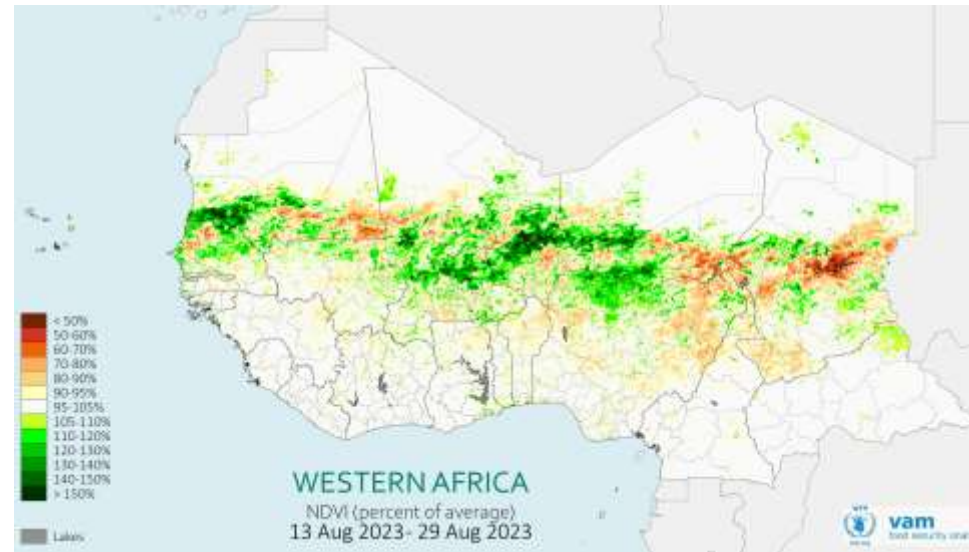 < 50%
50-60%
60-70%
70-80%
80-90%
90-95%
95-105%
105-110%
110-120%
120-130%
130-140%
140-150%
> 150%
Lakes
WESTERN AFRICA
NDVI (percent of average)
13 Aug 2023- 29 Aug 2023
vam
food security